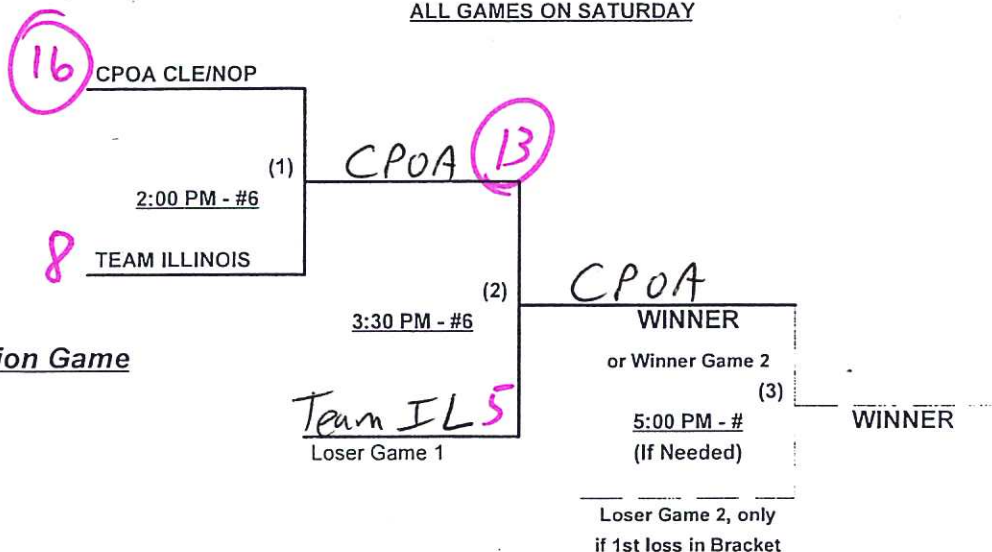 ALL GAMES ON SATURDAY
16 CPOA CLE/NOP
(1) CPOA 13
2:00 PM - #6
8 TEAM ILLINOIS
(2) CPOA
3:30 PM - #6 WINNER
ion Game or Winner Game 2
(3)
Team IL 5 5:00 PM - # WINNER
Loser Game 1 (If Needed)
Loser Game 2, only
if 1st loss in Bracket